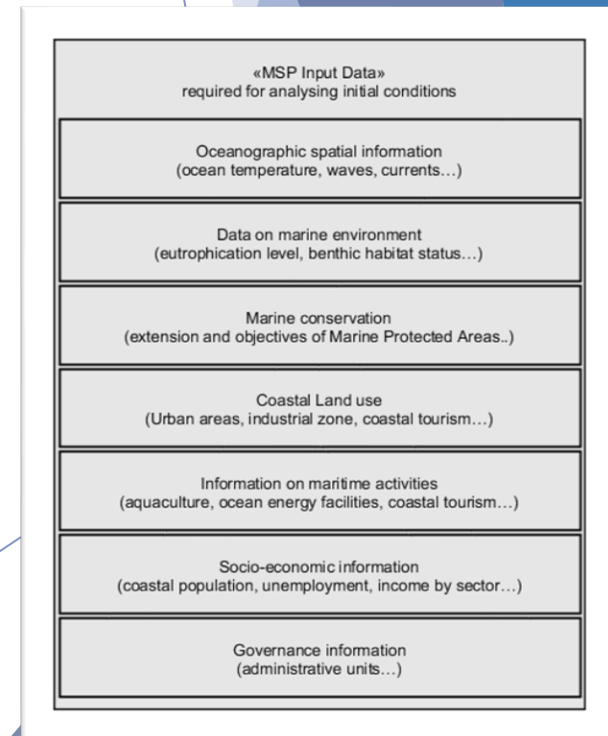 «MSP Input Data»
required for analysing initial conditions
Oceanographic spatial information
(ocean temperature, waves, currents…)
Data on marine environment
(eutrophication level, benthic habitat status…)
Marine conservation
(extension and objectives of Marine Protected Areas..)
Coastal Land use
(Urban areas, industrial zone, coastal tourism…)
Information on maritime activities
(aquaculture, ocean energy facilities, coastal tourism…)
Socio-economic information
(coastal population, unemployment, income by sector…)
Governance information
(administrative units…)